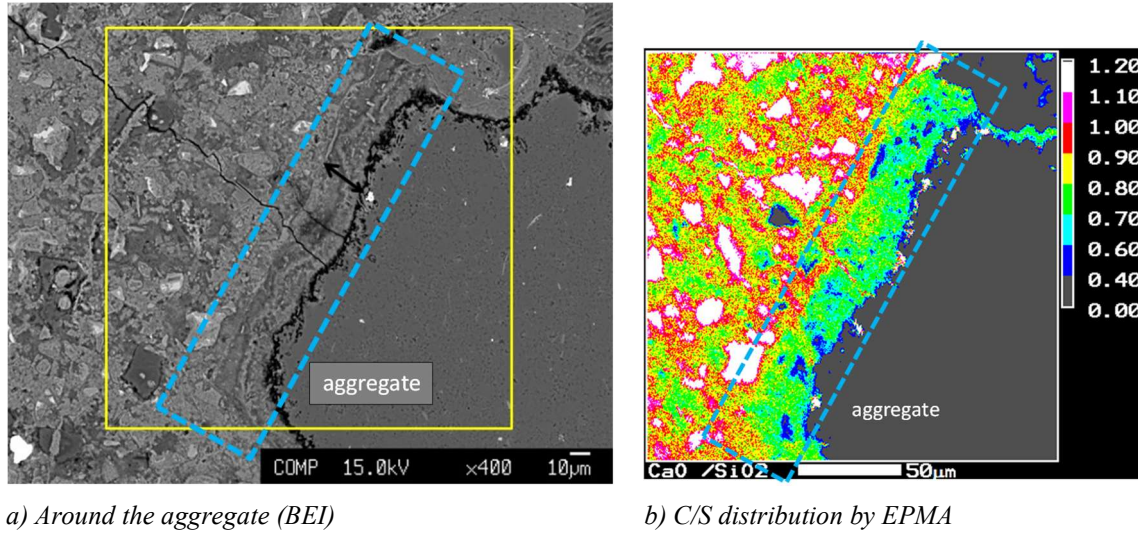 aggregate
COMP 15.0kV ×400 10μm
1.20
1.10
1.00
0.90
0.80
0.70
0.60
0.40
0.00
aggregate
CaO /SiO2 50μm
a) Around the aggregate (BEI)
b) C/S distribution by EPMA